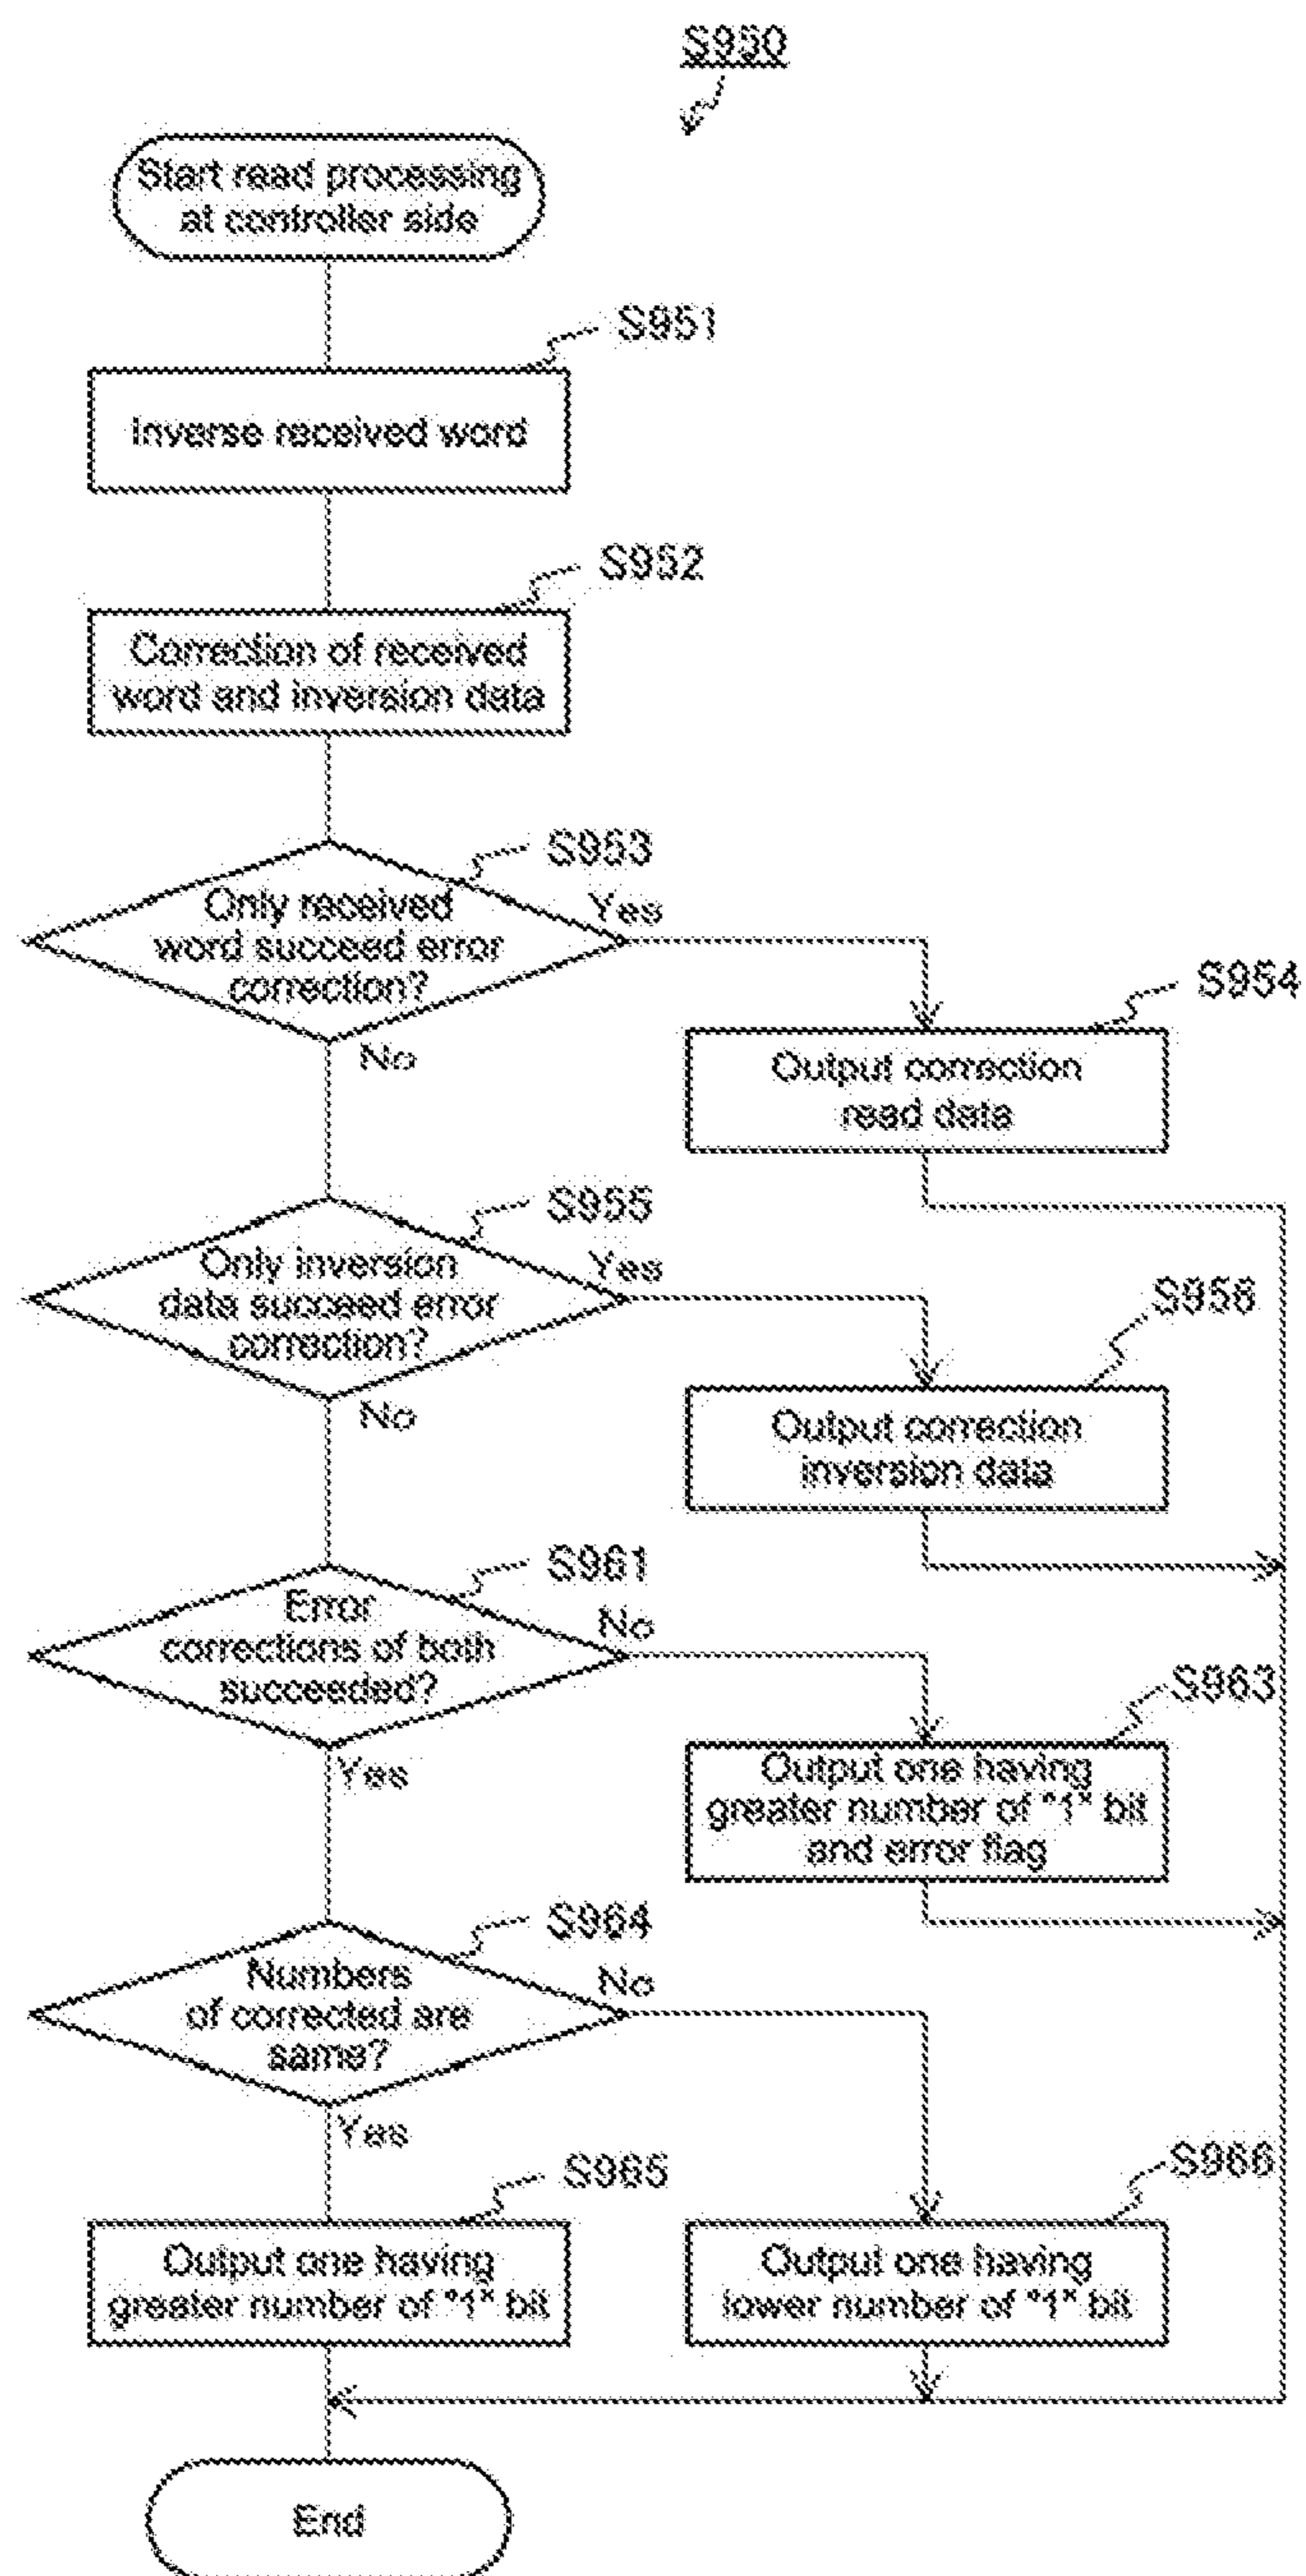 S950
Start read processing
at controller side
S951
Inverse received word
S952
Correction of received
word and inversion data
S953
Only received
word succeed error
correction?
Yes
No
S954
Output correction
read data
S955
Only inversion
data succeed error
correction?
Yes
No
S956
Output correction
inversion data
S961
Error
corrections of both
succeeded?
No
Yes
S963
Output one having
greater number of "1" bit
and error flag
S964
Numbers
of corrected are
same?
No
Yes
S965
Output one having
greater number of "1" bit
S966
Output one having
lower number of "1" bit
End